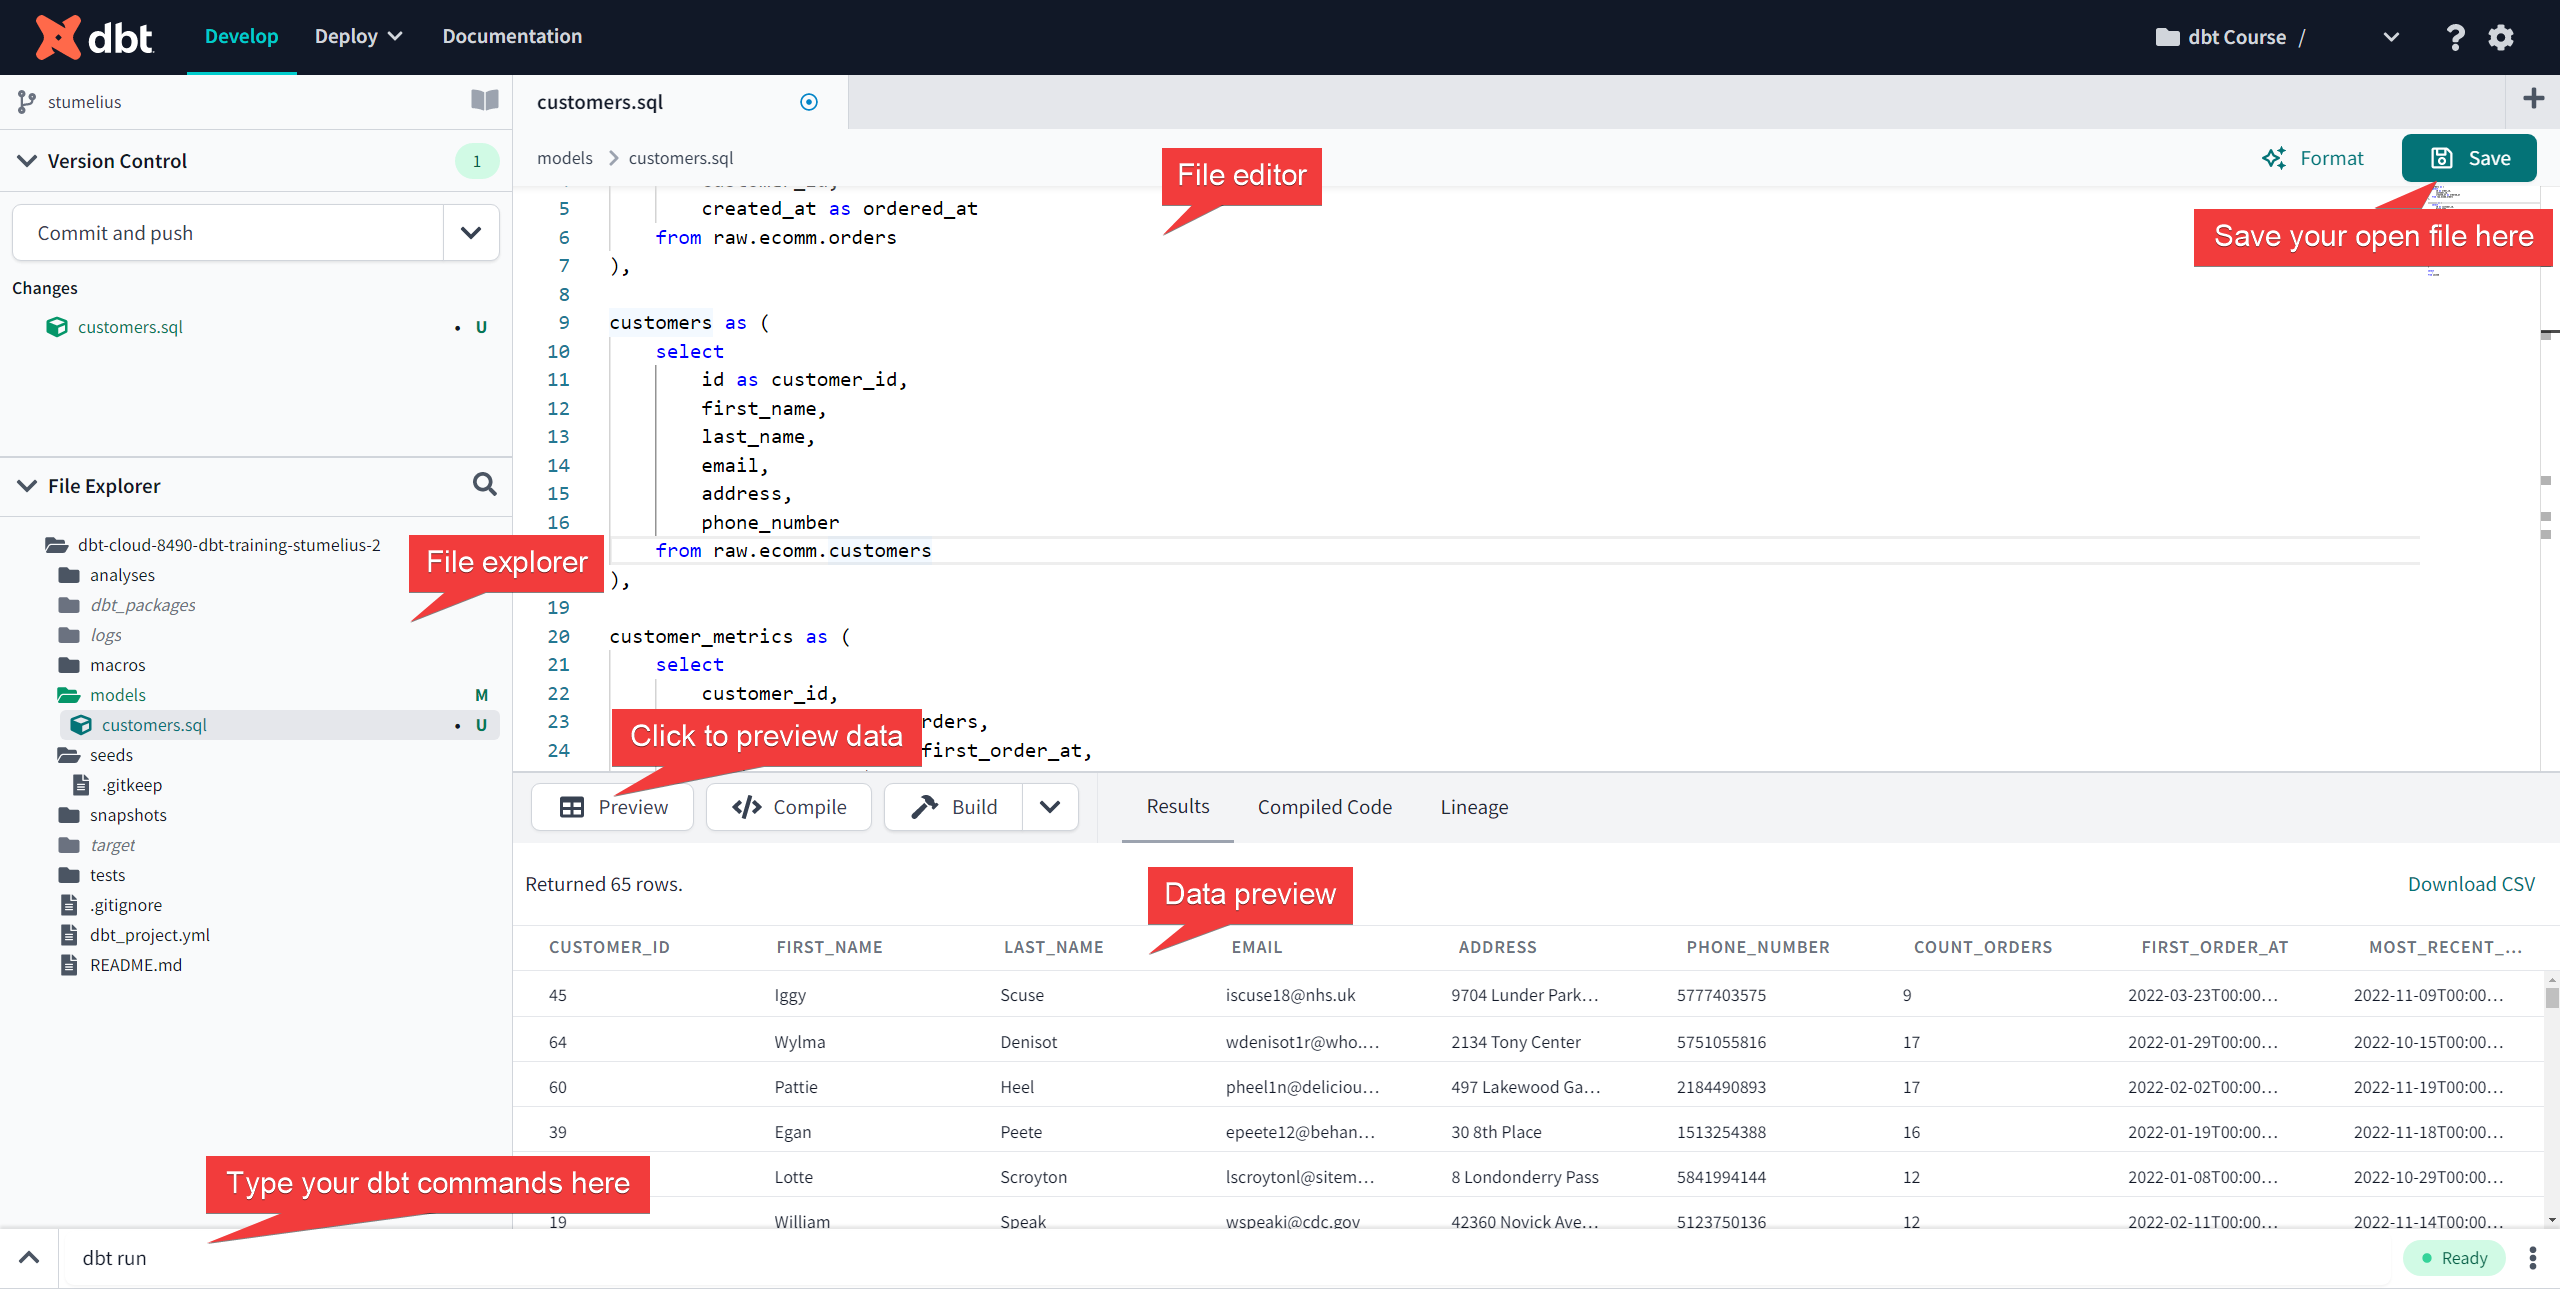 dbt Develop Deploy Documentation dbt Course / ?
stumelius
Version Control 1
Commit and push
Changes
customers.sql • U
File Explorer
dbt-cloud-8490-dbt-training-stumelius-2
analyses
dbt_packages
logs
macros
models M
customers.sql • U
seeds
.gitkeep
snapshots
target
tests
.gitignore
dbt_project.yml
README.md
File explorer
customers.sql
models > customers.sql
File editor
Format Save
Save your open file here
5 created_at as ordered_at
6 from raw.ecomm.orders
7 ),
8
9 customers as (
10 select
11 id as customer_id,
12 first_name,
13 last_name,
14 email,
15 address,
16 phone_number
from raw.ecomm.customers
),
19
20 customer_metrics as (
21 select
22 customer_id,
23 rders,
24 first_order_at,
Click to preview data
Preview Compile Build Results Compiled Code Lineage
Returned 65 rows. Download CSV
Data preview
CUSTOMER_ID FIRST_NAME LAST_NAME EMAIL ADDRESS PHONE_NUMBER COUNT_ORDERS FIRST_ORDER_AT MOST_RECENT_...
45 Iggy Scuse iscuse18@nhs.uk 9704 Lunder Park... 5777403575 9 2022-03-23T00:00... 2022-11-09T00:00...
64 Wylma Denisot wdenisot1r@who.... 2134 Tony Center 5751055816 17 2022-01-29T00:00... 2022-10-15T00:00...
60 Pattie Heel pheel1n@deliciou... 497 Lakewood Ga... 2184490893 17 2022-02-02T00:00... 2022-11-19T00:00...
39 Egan Peete epeete12@behan... 30 8th Place 1513254388 16 2022-01-19T00:00... 2022-11-18T00:00...
Lotte Scroyton lscroytonl@sitem... 8 Londonderry Pass 5841994144 12 2022-01-08T00:00... 2022-10-29T00:00...
19 William Speak wspeaki@cdc.gov 42360 Novick Ave... 5123750136 12 2022-02-11T00:00... 2022-11-14T00:00...
Type your dbt commands here
dbt run Ready